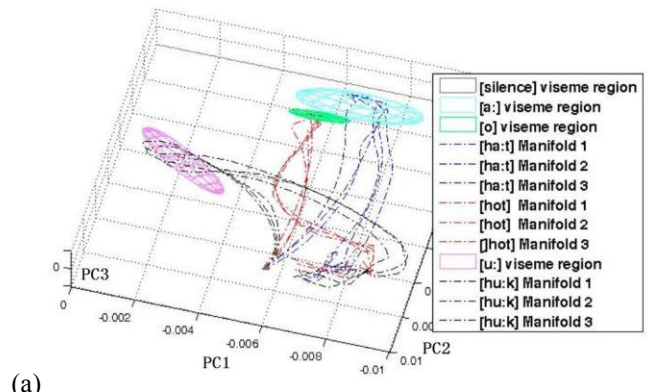 [silence] viseme region
[a:] viseme region
[o] viseme region
[ha:t] Manifold 1
[ha:t] Manifold 2
[ha:t] Manifold 3
[hot] Manifold 1
[hot] Manifold 2
[]hot] Manifold 3
[u:] viseme region
[hu:k] Manifold 1
[hu:k] Manifold 2
[hu:k] Manifold 3
0
PC3
0
-0.002
-0.004
-0.006
-0.008
-0.01
0.01
PC1
PC2
(a)